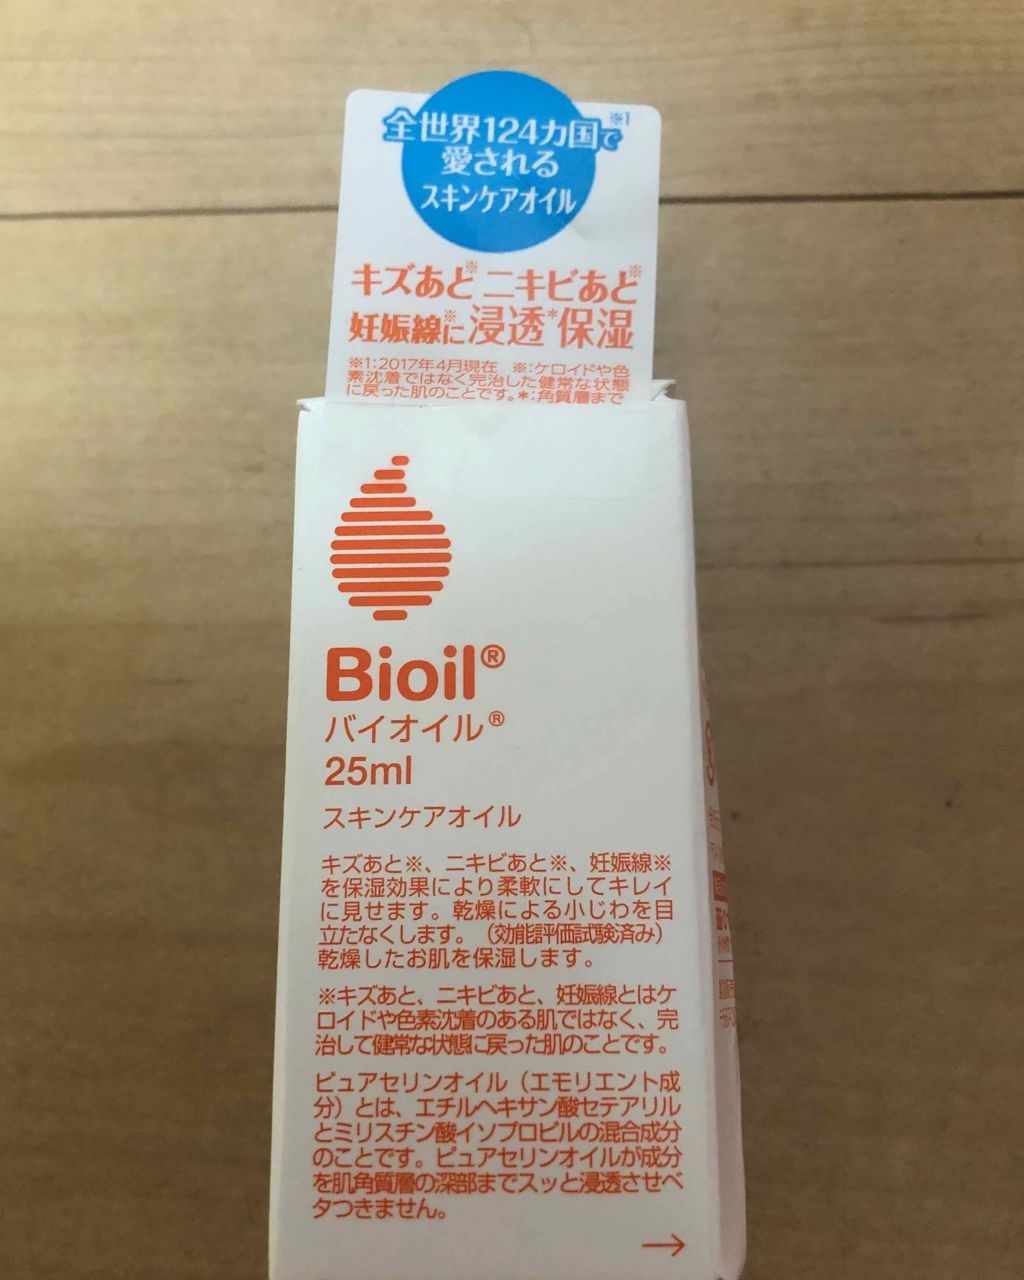 全世界124カ国で※1
愛される
スキンケアオイル
キズあと※ ニキビあと※
妊娠線※に浸透*保湿
※1:2017年4月現在 ※:ケロイドや色
素沈着ではなく完治した健常な状態
に戻った肌のことです。*:角質層まで
Bioil®
バイオイル®
25ml
スキンケアオイル
キズあと※、ニキビあと※、妊娠線※
を保湿効果により柔軟にしてキレイ
に見せます。乾燥による小じわを目
立たなくします。（効能評価試験済み）
乾燥したお肌を保湿します。
※キズあと、ニキビあと、妊娠線とはケ
ロイドや色素沈着のある肌ではなく、完
治して健常な状態に戻った肌のことです。
ピュアセリンオイル（エモリエント成
分）とは、エチルヘキサン酸セテアリル
とミリスチン酸イソプロピルの混合成分
のことです。ピュアセリンオイルが成分
を肌角質層の深部までスッと浸透させベ
タつきません。
→